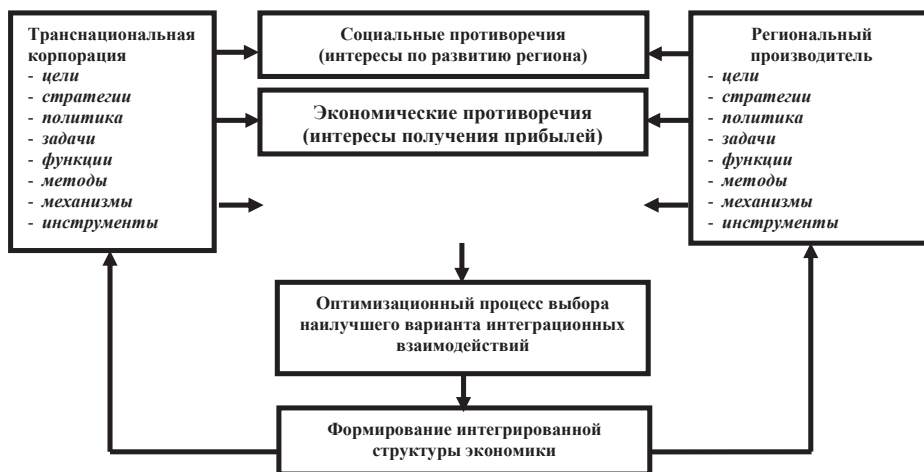 Транснациональная
корпорация
- цели
- стратегии
- политика
- задачи
- функции
- методы
- механизмы
- инструменты
Социальные противоречия
(интересы по развитию региона)
Экономические противоречия
(интересы получения прибылей)
Региональный
производитель
- цели
- стратегии
- политика
- задачи
- функции
- методы
- механизмы
- инструменты
Оптимизационный процесс выбора
наилучшего варианта интеграционных
взаимодействий
Формирование интегрированной
структуры экономики